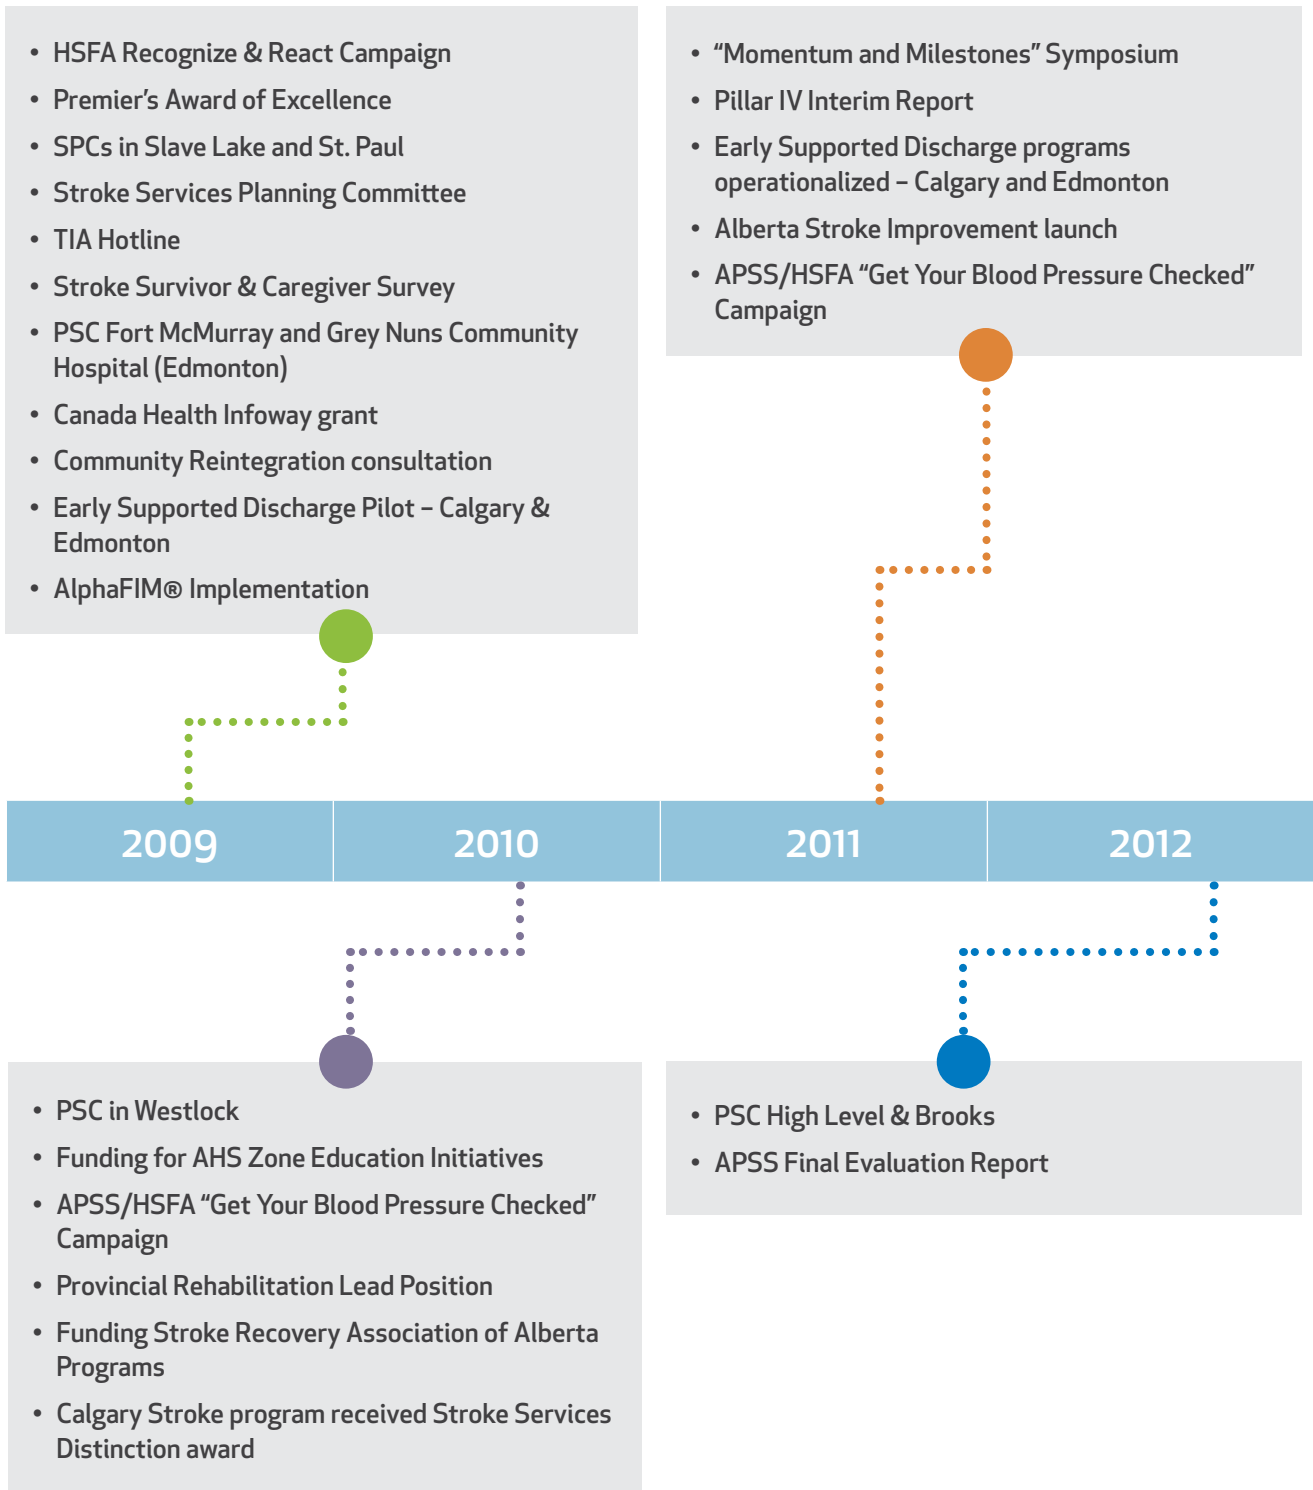 • HSFA Recognize & React Campaign
• Premier’s Award of Excellence
• SPCs in Slave Lake and St. Paul
• Stroke Services Planning Committee
• TIA Hotline
• Stroke Survivor & Caregiver Survey
• PSC Fort McMurray and Grey Nuns Community
Hospital (Edmonton)
• Canada Health Infoway grant
• Community Reintegration consultation
• Early Supported Discharge Pilot – Calgary &
Edmonton
• AlphaFIM® Implementation
• “Momentum and Milestones” Symposium
• Pillar IV Interim Report
• Early Supported Discharge programs
operationalized – Calgary and Edmonton
• Alberta Stroke Improvement launch
• APSS/HSFA “Get Your Blood Pressure Checked”
Campaign
2009
2010
2011
2012
• PSC in Westlock
• Funding for AHS Zone Education Initiatives
• APSS/HSFA “Get Your Blood Pressure Checked”
Campaign
• Provincial Rehabilitation Lead Position
• Funding Stroke Recovery Association of Alberta
Programs
• Calgary Stroke program received Stroke Services
Distinction award
• PSC High Level & Brooks
• APSS Final Evaluation Report